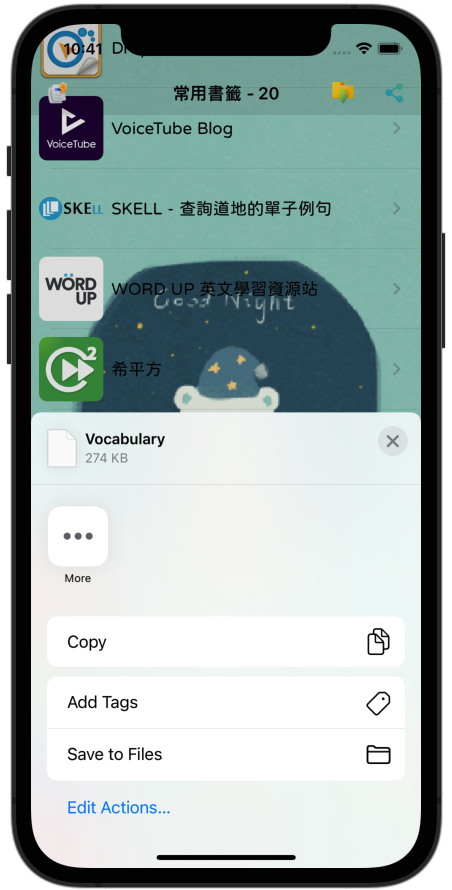 10:41
常用書籤 - 20
VoiceTube
VoiceTube Blog
SKELL
SKELL - 查詢道地的單子例句
WORD UP
WORD UP 英文學習資源站
Good Night
2
希平方
Vocabulary
274 KB
More
Copy
Add Tags
Save to Files
Edit Actions...